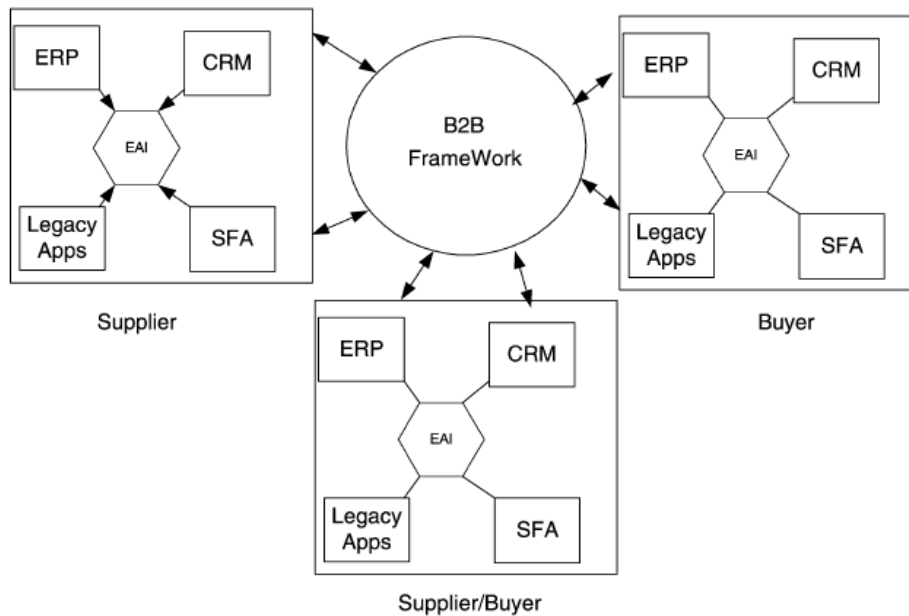 ERP
CRM
EAI
Legacy
Apps
SFA
Supplier
B2B
FrameWork
ERP
CRM
EAI
Legacy
Apps
SFA
Buyer
ERP
CRM
EAI
Legacy
Apps
SFA
Supplier/Buyer